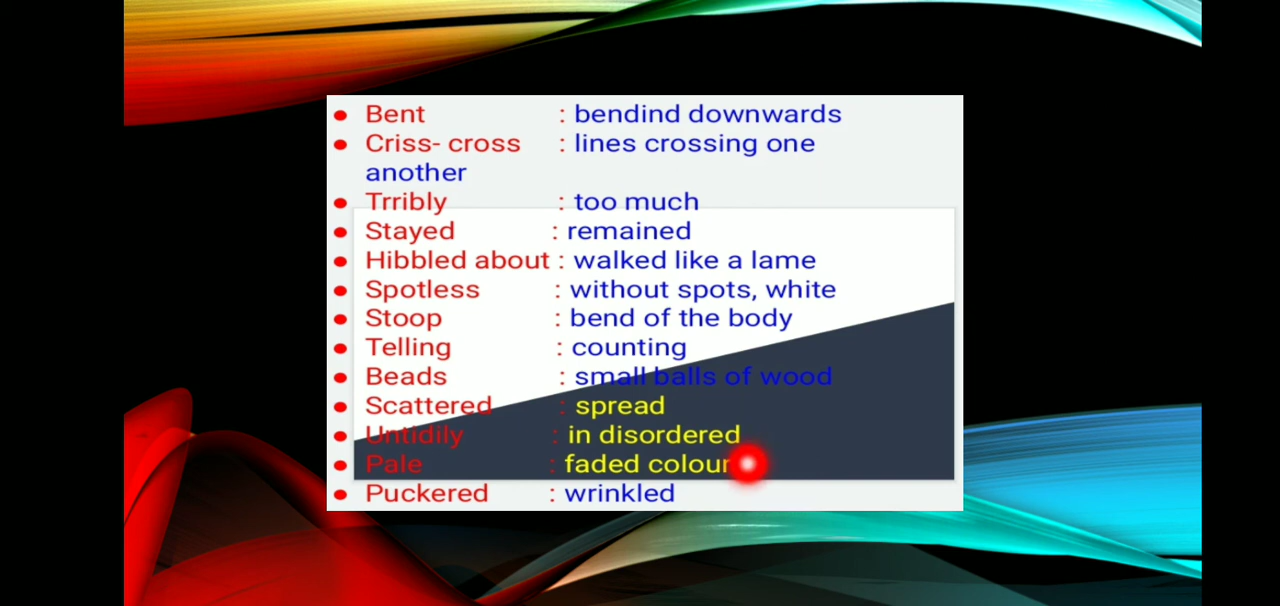 • Bent : bendind downwards
• Criss- cross : lines crossing one
another
• Trribly : too much
• Stayed : remained
• Hibbled about : walked like a lame
• Spotless : without spots, white
• Stoop : bend of the body
• Telling : counting
• Beads : small balls of wood
• Scattered : spread
• Untidily : in disordered
• Pale : faded colour
• Puckered : wrinkled